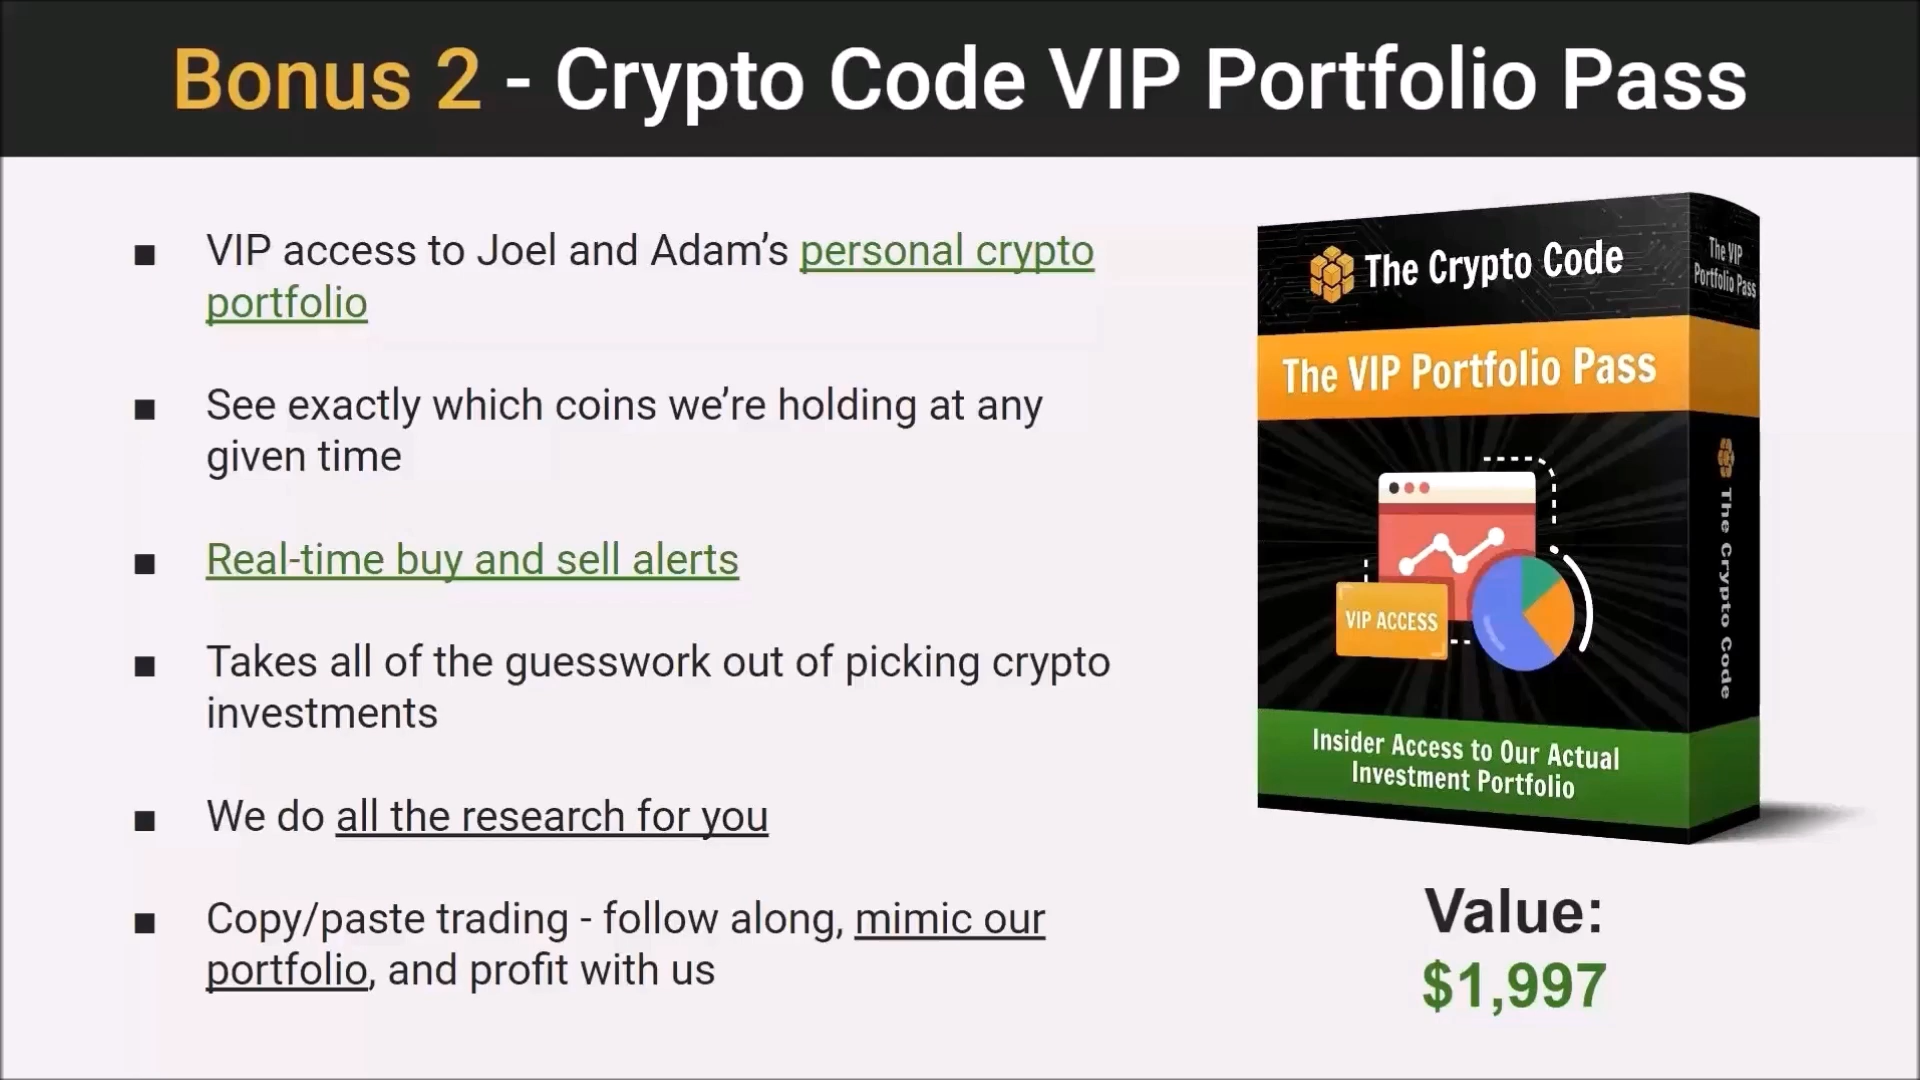 Bonus 2 - Crypto Code VIP Portfolio Pass
VIP access to Joel and Adam’s personal crypto
portfolio
See exactly which coins we’re holding at any
given time
Real-time buy and sell alerts
Takes all of the guesswork out of picking crypto
investments
We do all the research for you
Copy/paste trading - follow along, mimic our
portfolio, and profit with us
The Crypto Code
The VIP Portfolio Pass
VIP ACCESS
Insider Access to Our Actual
Investment Portfolio
The VIP
Portfolio Pass
The Crypto Code
Value:
$1,997